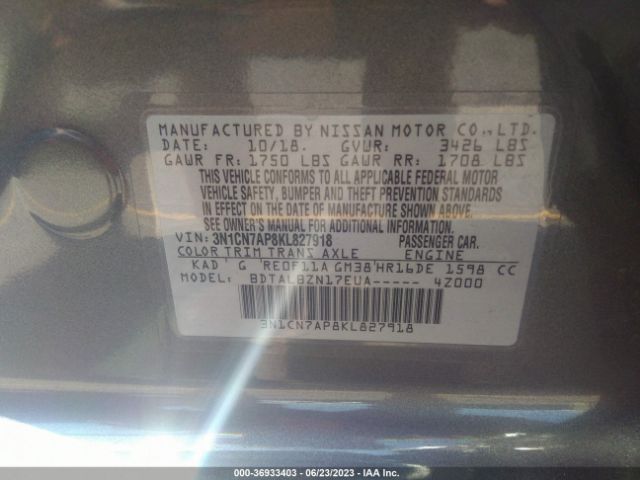 MANUFACTURED BY NISSAN MOTOR CO.,LTD.
DATE: 10/18. GVWR: 3426 LBS
GAWR FR: 1750 LBS GAWR RR: 1708 LBS
THIS VEHICLE CONFORMS TO ALL APPLICABLE FEDERAL MOTOR
VEHICLE SAFETY, BUMPER AND THEFT PREVENTION STANDARDS
IN EFFECT ON THE DATE OF MANUFACTURE SHOWN ABOVE.
SEE OWNER'S MANUAL FOR ADDITIONAL INFORMATION
VIN: 3N1CN7AP8KL827918 PASSENGER CAR.
COLOR TRIM TRANS AXLE ENGINE
KAD G RE0F11A GM38 HR16DE 1598 CC
MODEL: BDTALBZN17EUA----- 4Z000
3N1CN7AP8KL827918
000-36933403 - 06/23/2023 - IAA Inc.